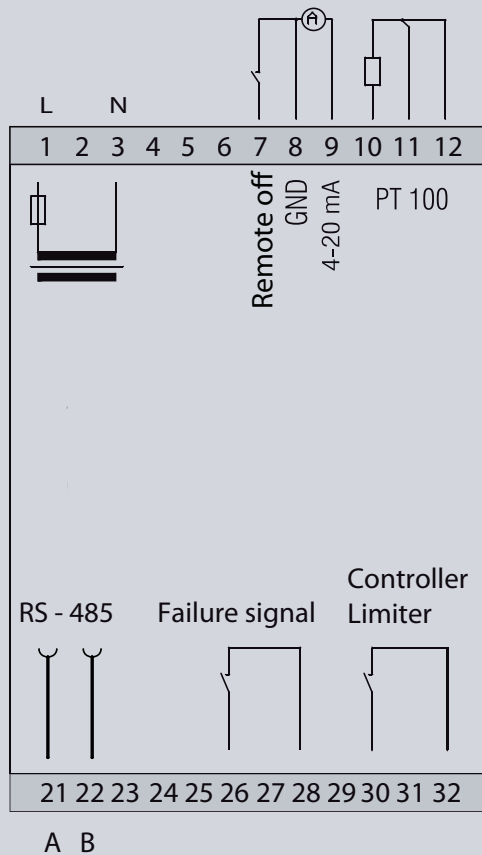 A
L N
1 2 3 4 5 6 7 8 9 10 11 12
Remote off
GND
4-20 mA
PT 100
Controller
RS - 485 Failure signal Limiter
21 22 23 24 25 26 27 28 29 30 31 32
A B